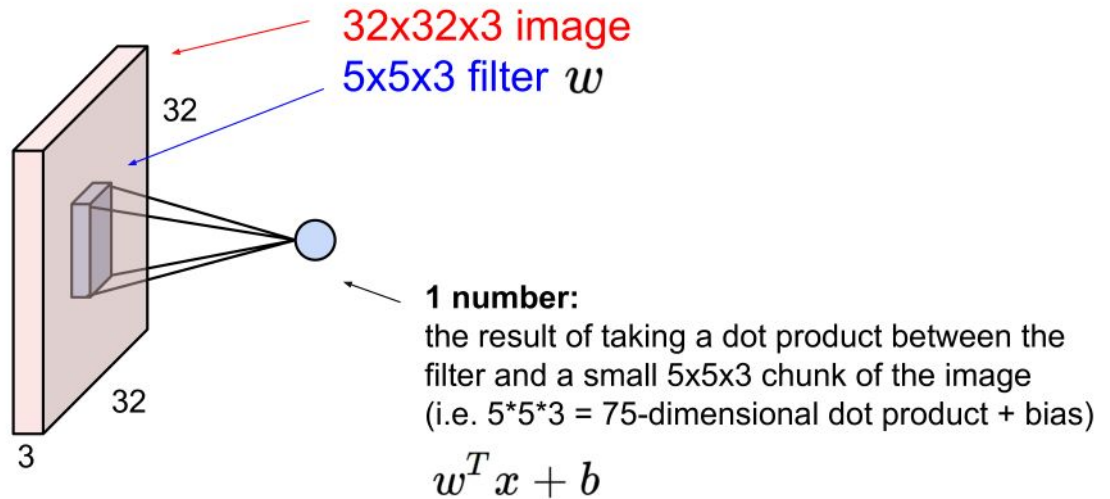 32x32x3 image
5x5x3 filter w
32
32
3
1 number:
the result of taking a dot product between the
filter and a small 5x5x3 chunk of the image
(i.e. 5*5*3 = 75-dimensional dot product + bias)
w^T x + b